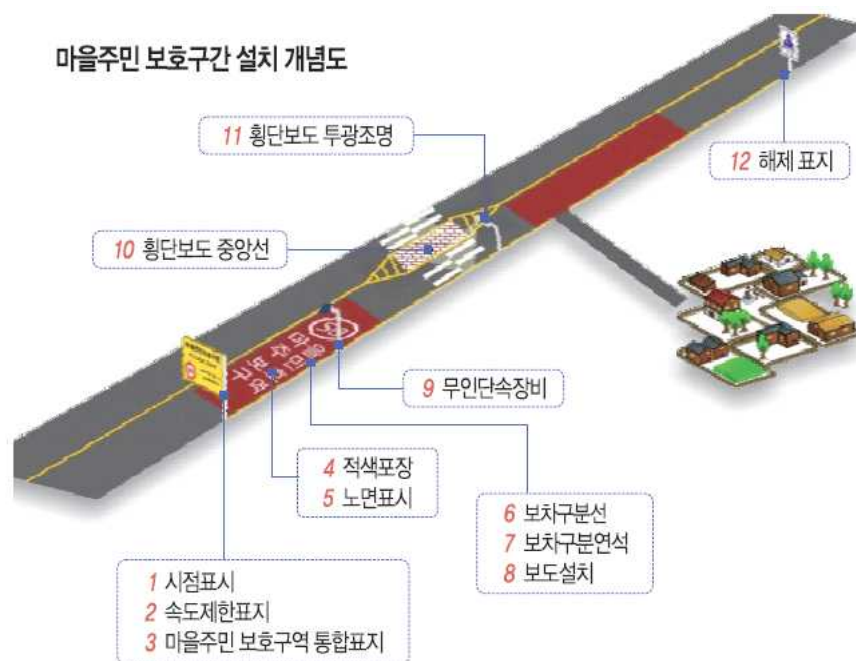 마을주민 보호구간 설치 개념도
11 횡단보도 투광조명
12 해제 표지
10 횡단보도 중앙선
9 무인단속장비
4 적색포장
5 노면표시
6 보차구분선
7 보차구분연석
8 보도설치
1 시점표시
2 속도제한표지
3 마을주민 보호구역 통합표지